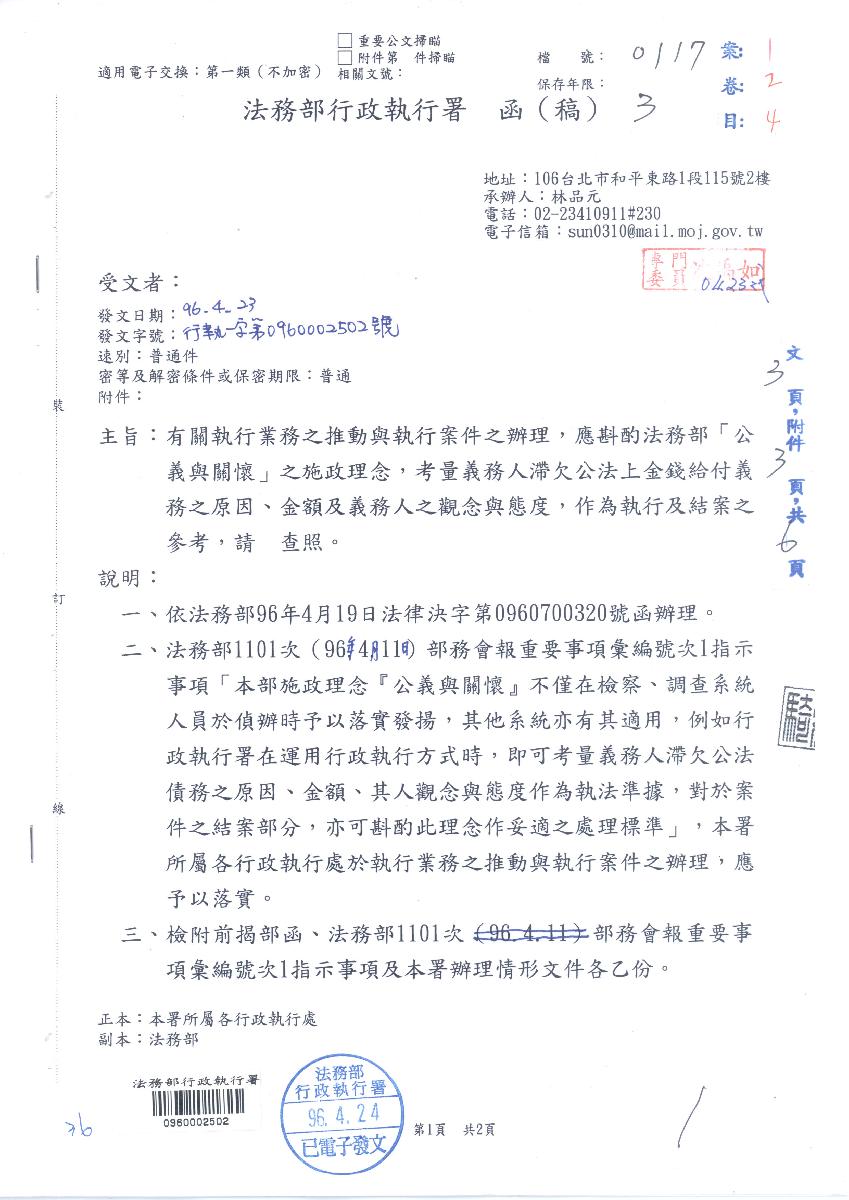 □重要公文掃瞄
□附件第　件掃瞄
適用電子交換：第一類（不加密） 相關文號：
檔　號： 0117
保存年限： 3
案: 1
卷: 2
目: 4
法務部行政執行署　函（稿）
地址：106台北市和平東路1段115號2樓
承辦人：林品元
電話：02-23410911#230
電子信箱：sun0310@mail.moj.gov.tw
專門
委員
如
受文者：
發文日期：96.4.23
發文字號：行執一字第0960002502號
速別：普通件
密等及解密條件或保密期限：普通
附件：
文3頁，附件3頁，共6頁
主旨：有關執行業務之推動與執行案件之辦理，應斟酌法務部「公
義與關懷」之施政理念，考量義務人滯欠公法上金錢給付義
務之原因、金額及義務人之觀念與態度，作為執行及結案之
參考，請　查照。
說明：
一、依法務部96年4月19日法律決字第0960700320號函辦理。
二、法務部1101次（96年4月11日）部務會報重要事項彙編號次1指示
事項「本部施政理念『公義與關懷』不僅在檢察、調查系統
人員於偵辦時予以落實發揚，其他系統亦有其適用，例如行
政執行署在運用行政執行方式時，即可考量義務人滯欠公法
債務之原因、金額、其人觀念與態度作為執法準據，對於案
件之結案部分，亦可斟酌此理念作妥適之處理標準」，本署
所屬各行政執行處於執行業務之推動與執行案件之辦理，應
予以落實。
三、檢附前揭部函、法務部1101次（96.4.11）部務會報重要事
項彙編號次1指示事項及本署辦理情形文件各乙份。
裝
訂
線
騎
正本：本署所屬各行政執行處
副本：法務部
法務部行政執行署
0960002502
法務部
行政執行署
96.4.24
已電子發文
第1頁　共2頁
36